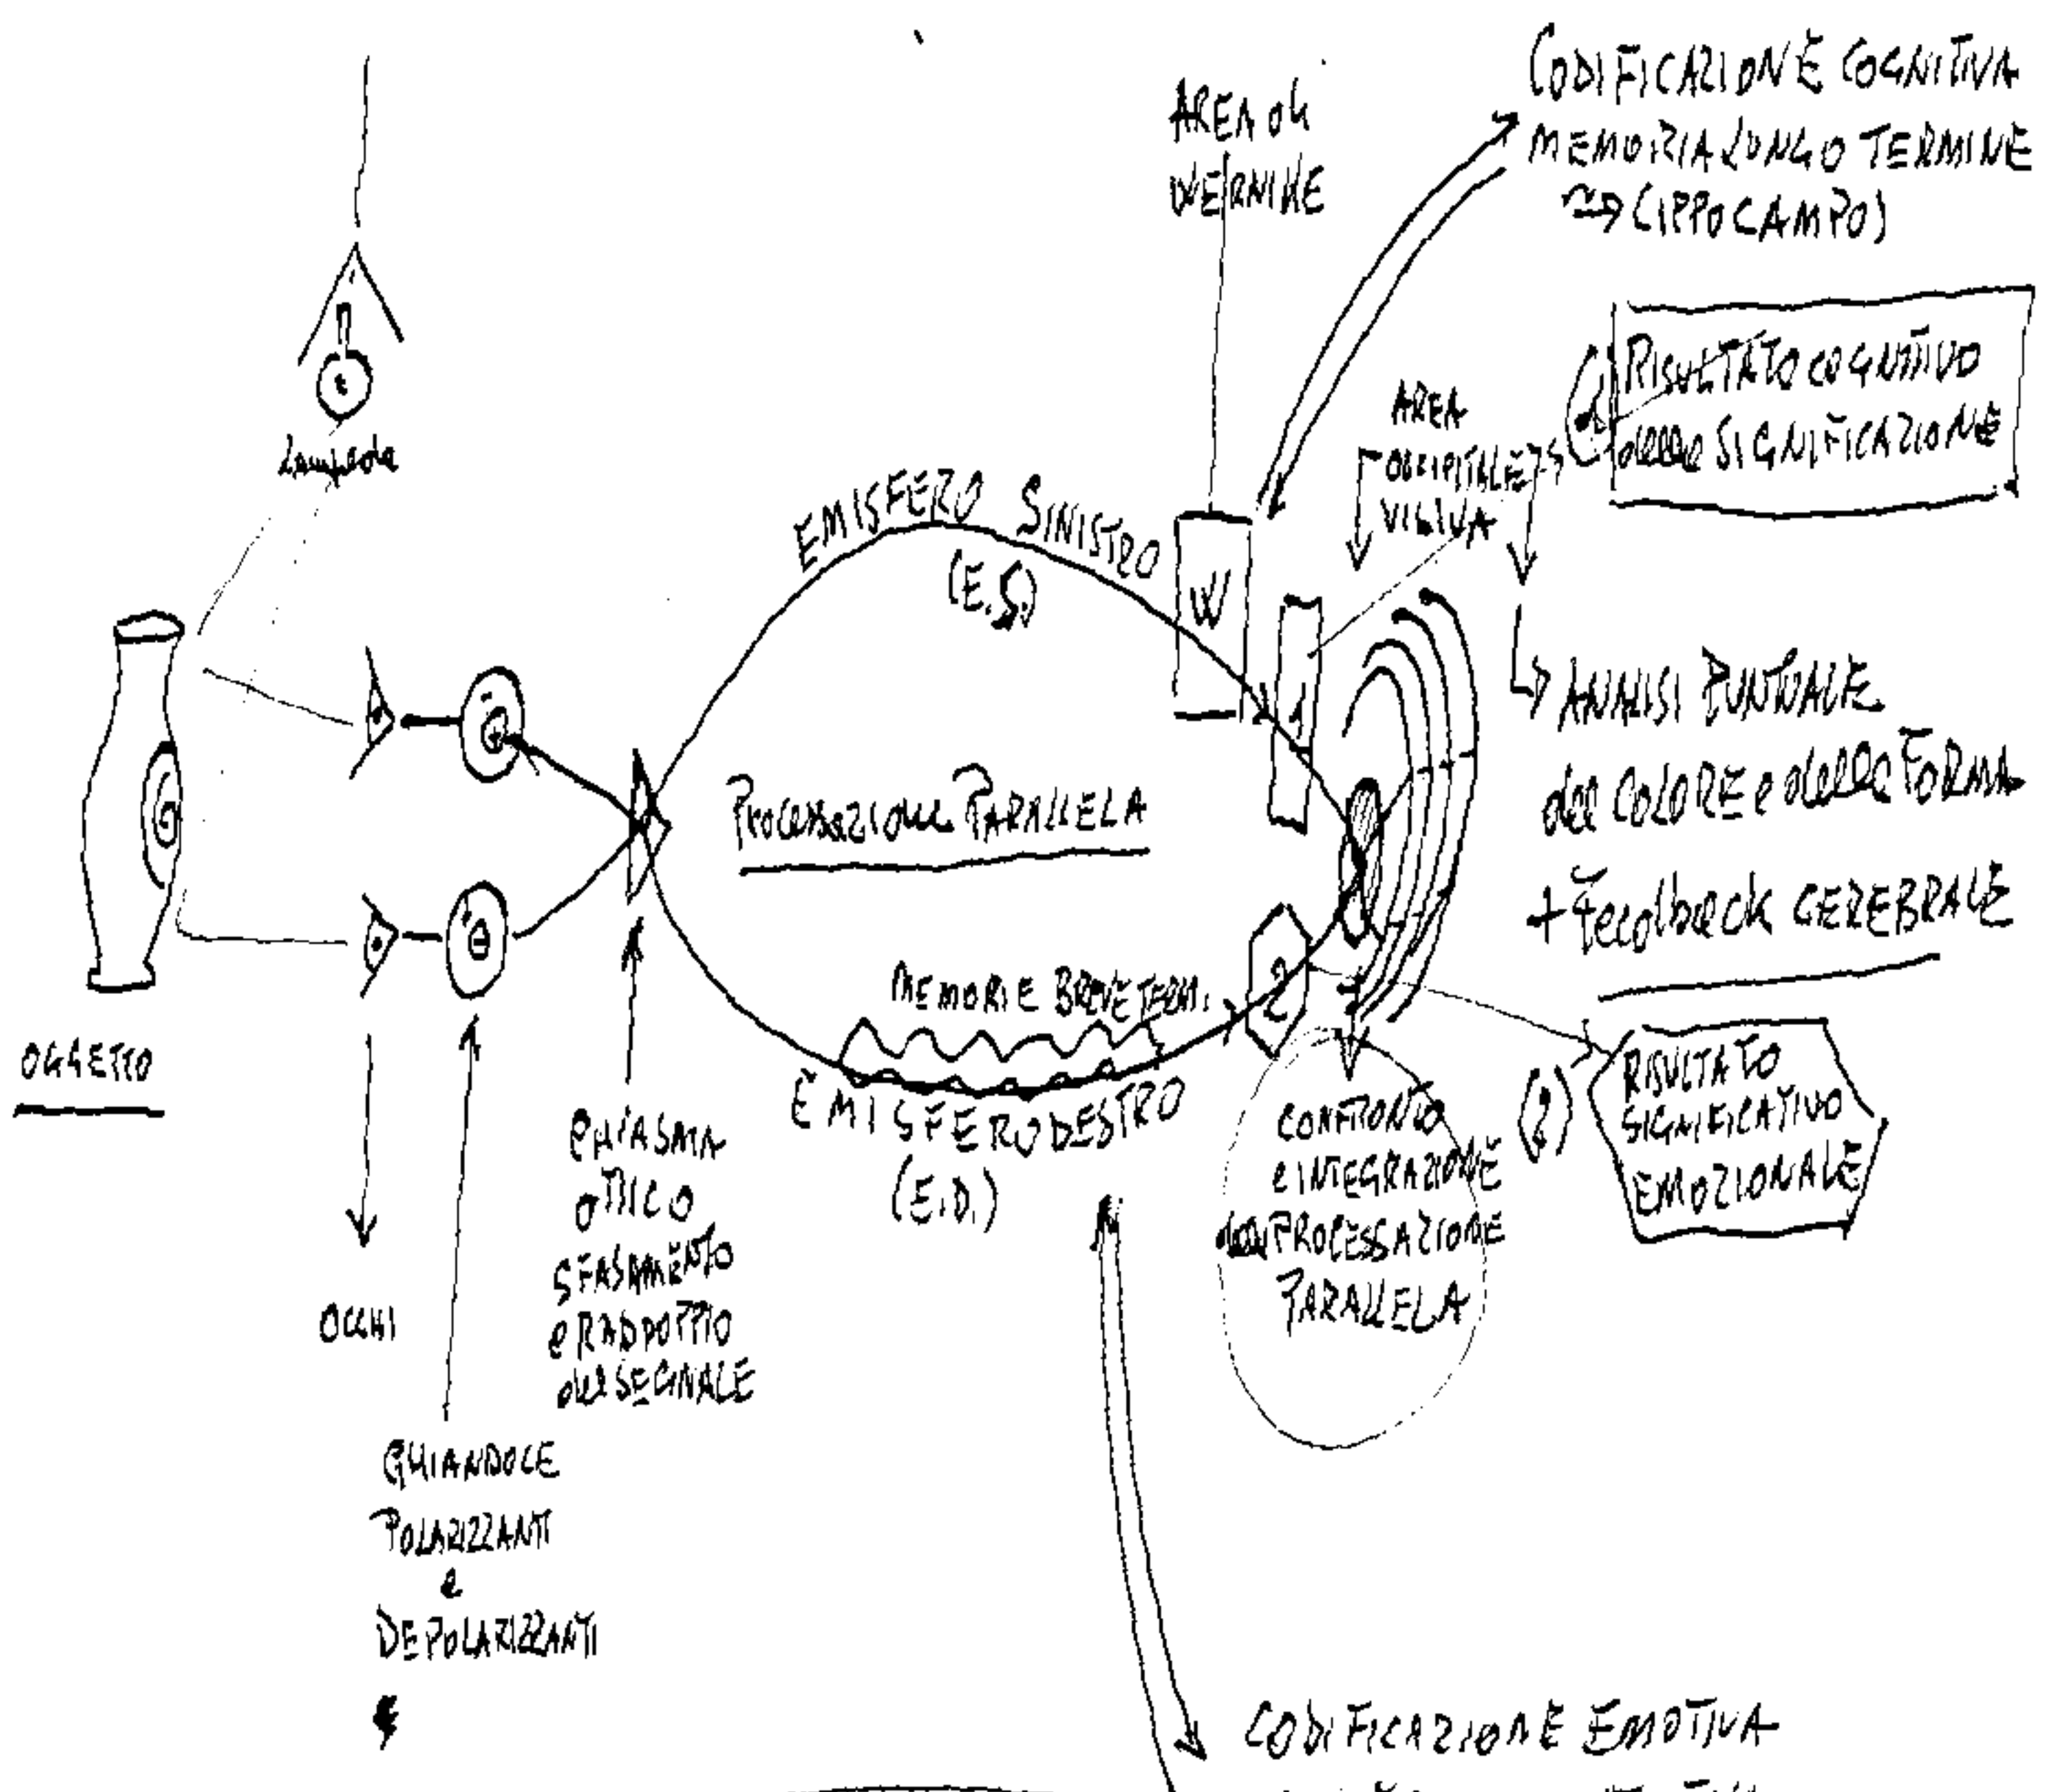 AREA di
WERNIKE
CODIFICAZIONE COGNITIVA
MEMORIA LUNGO TERMINE
→ (IPPOCAMPO)
Lampada
AREA
OCCIPITALE
VISIVA
(1)
RISULTATO COGNITIVO
della SIGNIFICAZIONE
EMISFERO SINISTRO
(E.S.)
W
1
ANALISI PUNTUALE
del COLORE e della FORMA
+ Feedback CEREBRALE
Processazione PARALLELA
OGGETTO
MEMORIE BREVE TERM.
2
EMISFERO DESTRO
(E.D.)
CHIASMA
OTTICO
SFASAMENTO
e RADDOPPIO
del SEGNALE
OCCHI
CONFRONTO
e INTEGRAZIONE
della PROCESSAZIONE
PARALLELA
(2)
RISULTATO
SIGNIFICATIVO
EMOZIONALE
GHIANDOLE
POLARIZZANTI
e
DEPOLARIZZANTI
CODIFICAZIONE EMOTIVA